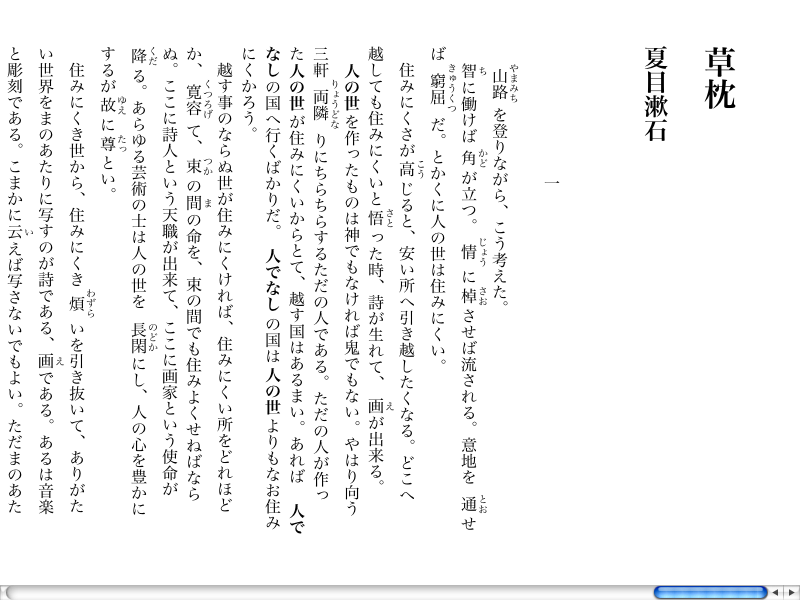 草枕
夏目漱石
一
山路を登りながら、こう考えた。
智に働けば角が立つ。情に棹させば流される。意地を通せ
ば窮屈だ。とかくに人の世は住みにくい。
住みにくさが高じると、安い所へ引き越したくなる。どこへ
越しても住みにくいと悟った時、詩が生れて、画が出来る。
人の世を作ったものは神でもなければ鬼でもない。やはり向う
三軒両隣りにちらちらするただの人である。ただの人が作っ
た人の世が住みにくいからとて、越す国はあるまい。あれば人で
なしの国へ行くばかりだ。人でなしの国は人の世よりもなお住み
にくかろう。
越す事のならぬ世が住みにくければ、住みにくい所をどれほど
か、寛容て、束の間の命を、束の間でも住みよくせねばなら
ぬ。ここに詩人という天職が出来て、ここに画家という使命が
降る。あらゆる芸術の士は人の世を長閑にし、人の心を豊かに
するが故に尊とい。
住みにくき世から、住みにくき煩いを引き抜いて、ありがた
い世界をまのあたりに写すのが詩である、画である。あるは音楽
と彫刻である。こまかに云えば写さないでもよい。ただまのあた